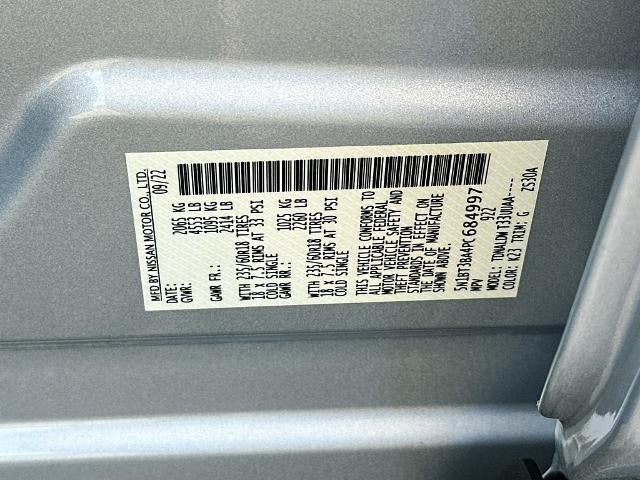 MFD BY NISSAN MOTOR CO., LTD.
DATE: 09/22
GVWR: 2065 KG
4553 LB
GAWR FR.: 1095 KG
2414 LB
WITH 235/60R18 TIRES
18 x 7.5 RIMS AT 33 PSI
COLD SINGLE
GAWR RR.: 1025 KG
2260 LB
WITH 235/60R18 TIRES
18 x 7.5 RIMS AT 30 PSI
COLD SINGLE
THIS VEHICLE CONFORMS TO
ALL APPLICABLE FEDERAL
MOTOR VEHICLE SAFETY AND
STANDARDS IN EFFECT ON
THE DATE OF MANUFACTURE
SHOWN ABOVE.
684997
MPV 922
MODEL:
COLOR: K23 TRIM: G ZS30A